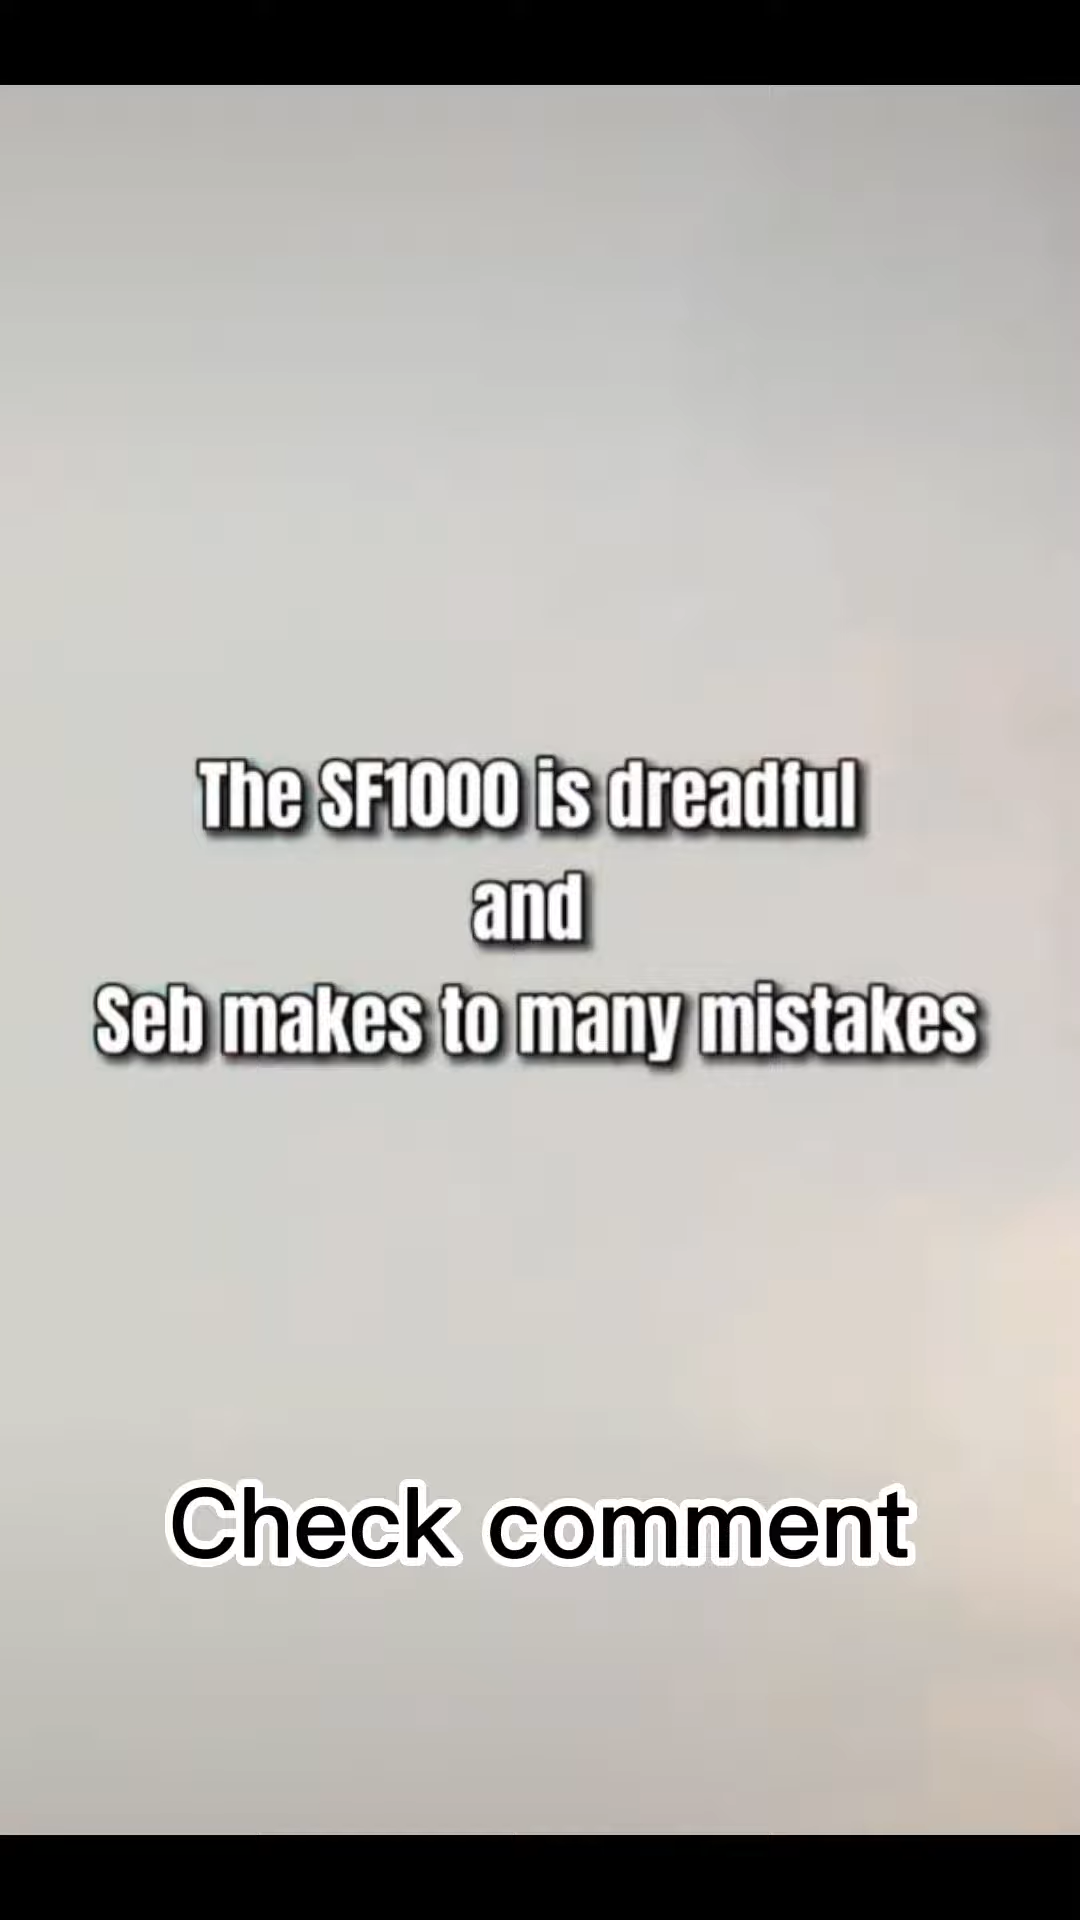 The SF1000 is dreadful
and
Seb makes to many mistakes
Check comment